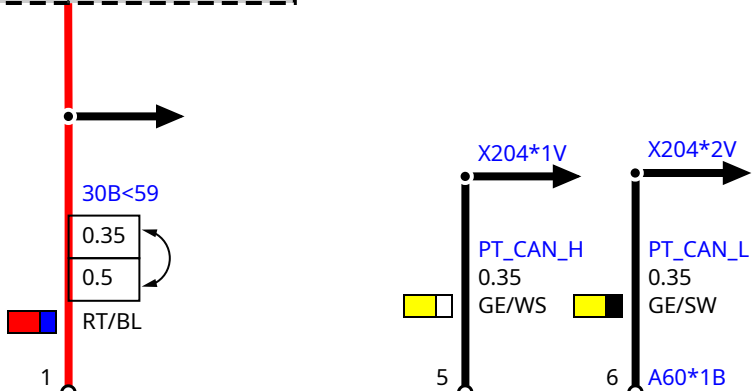 X204*1V
X204*2V
30B<59
0.35
0.5
RT/BL
PT_CAN_H
0.35
GE/WS
PT_CAN_L
0.35
GE/SW
1
5
6
A60*1B